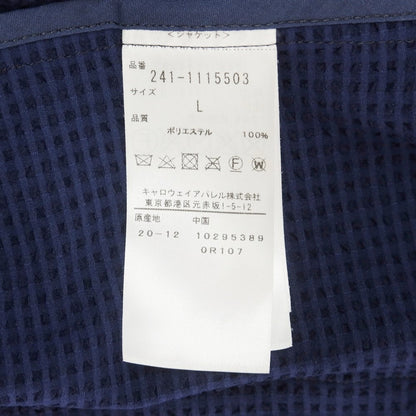 <ジャケット>
品番
241-1115503
サイズ
L
品質
ポリエステル 100%
F W
キャロウェイアパレル株式会社
東京都港区元赤坂1-5-12
原産地 中国
20-12 10295389
0R107